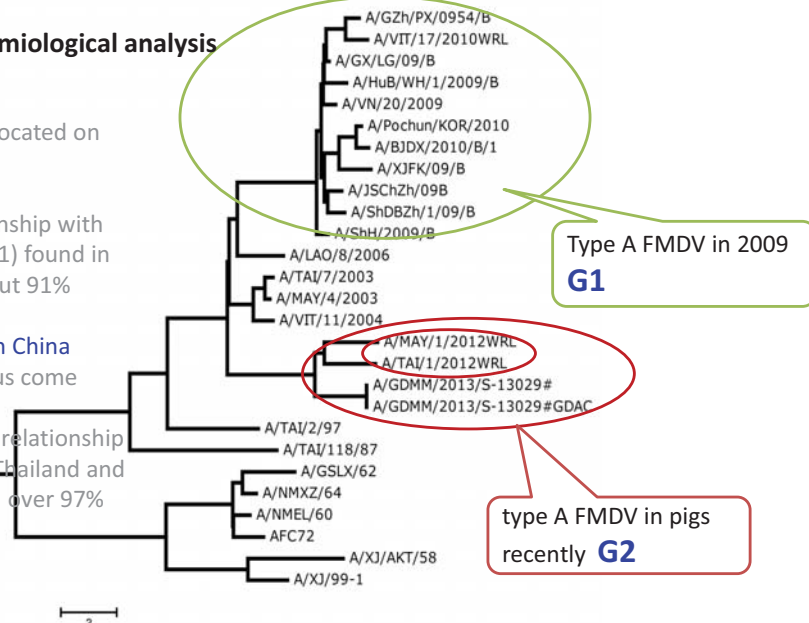 miological analysis
ocated on
nship with
1) found in
ut 91%
n China
us come
relationship
Thailand and
over 97%
A/GZh/PX/0954/B
A/VIT/17/2010WRL
A/GX/LG/09/B
A/HuB/WH/1/2009/B
A/VN/20/2009
A/Pochun/KOR/2010
A/BJDX/2010/B/1
A/XJFK/09/B
A/JSChZh/09B
A/ShDBZh/1/09/B
A/ShH/2009/B
A/LAO/8/2006
A/TAI/7/2003
A/MAY/4/2003
A/VIT/11/2004
A/MAY/1/2012WRL
A/TAI/1/2012WRL
A/GDMM/2013/S-13029#
A/GDMM/2013/S-13029#GDAC
A/TAI/2/97
A/TAI/118/87
A/GSLX/62
A/NMXZ/64
A/NMEL/60
AFC72
A/XJ/AKT/58
A/XJ/99-1
Type A FMDV in 2009
G1
type A FMDV in pigs
recently G2